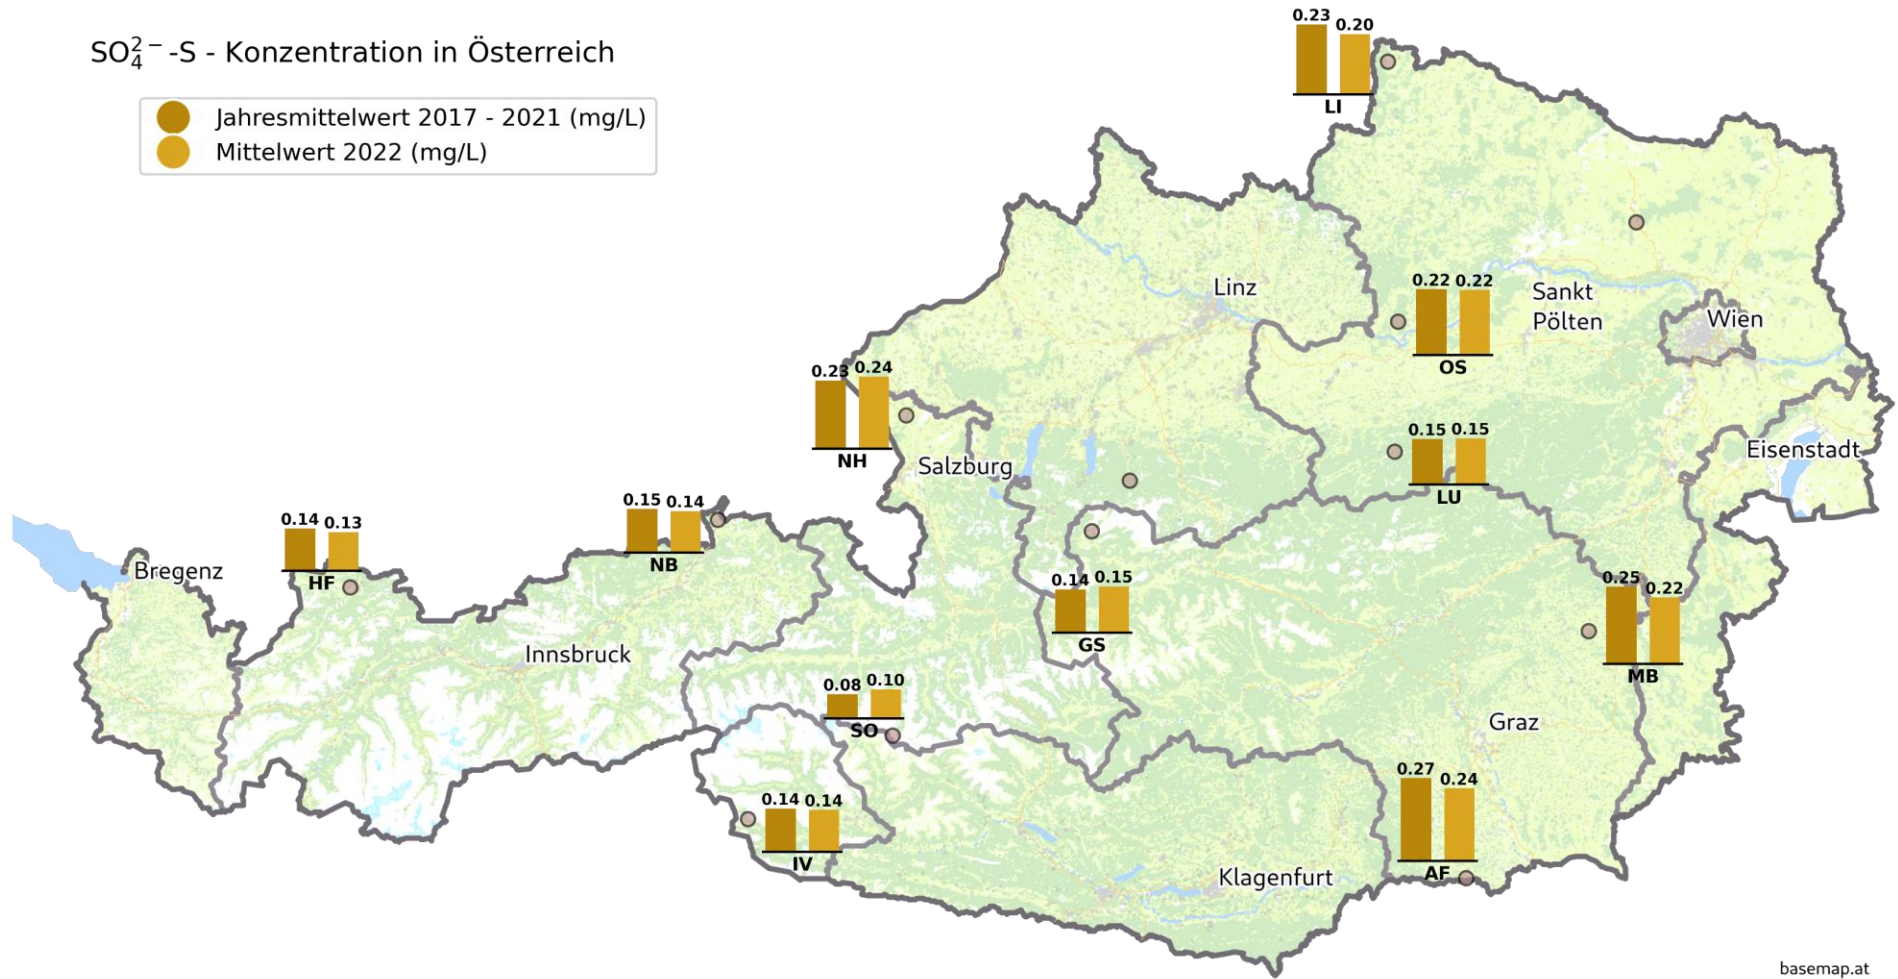 SO₄²⁻-S - Konzentration in Österreich
Jahresmittelwert 2017 - 2021 (mg/L)
Mittelwert 2022 (mg/L)
0.23 0.20
LI
Linz
0.22 0.22
OS
Sankt
Pölten
Wien
0.23 0.24
NH
Salzburg
0.15 0.15
LU
Eisenstadt
0.14 0.13
HF
Bregenz
0.15 0.14
NB
Innsbruck
0.14 0.15
GS
0.25 0.22
MB
0.08 0.10
SO
Graz
0.14 0.14
IV
0.27 0.24
AF
Klagenfurt
basemap.at